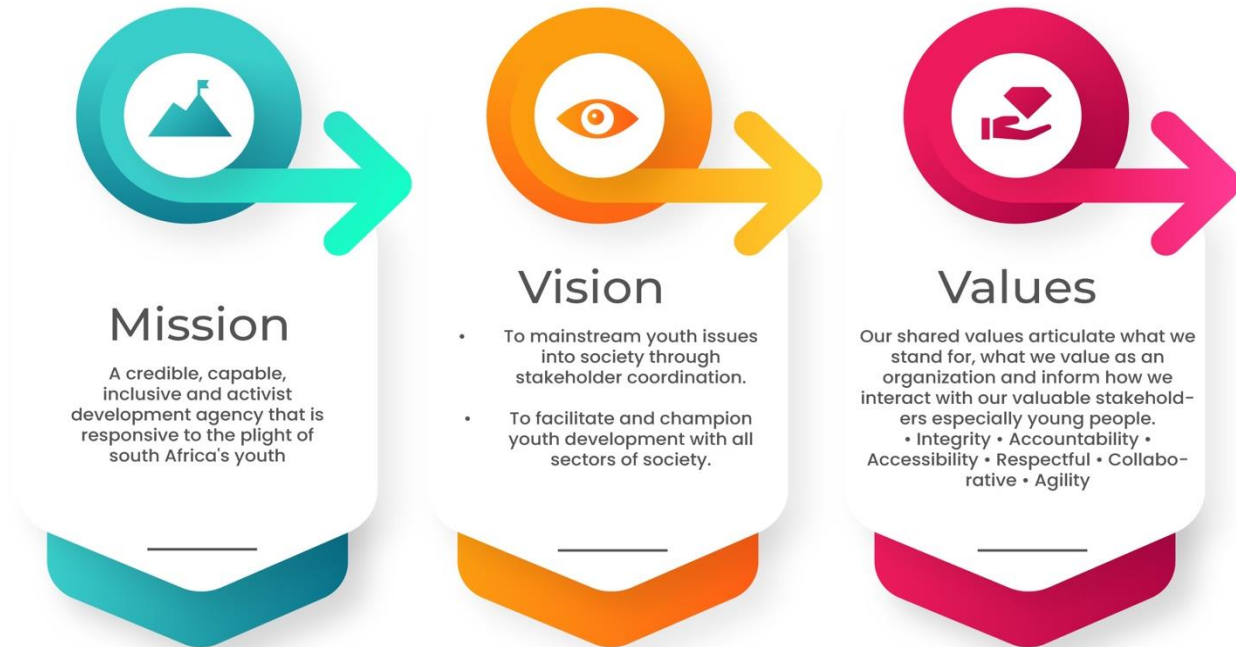 Mission
A credible, capable,
inclusive and activist
development agency that is
responsive to the plight of
south Africa's youth
Vision
• To mainstream youth issues
into society through
stakeholder coordination.
• To facilitate and champion
youth development with all
sectors of society.
Values
Our shared values articulate what we
stand for, what we value as an
organization and inform how we
interact with our valuable stakehold-
ers especially young people.
• Integrity • Accountability •
Accessibility • Respectful • Collabo-
rative • Agility